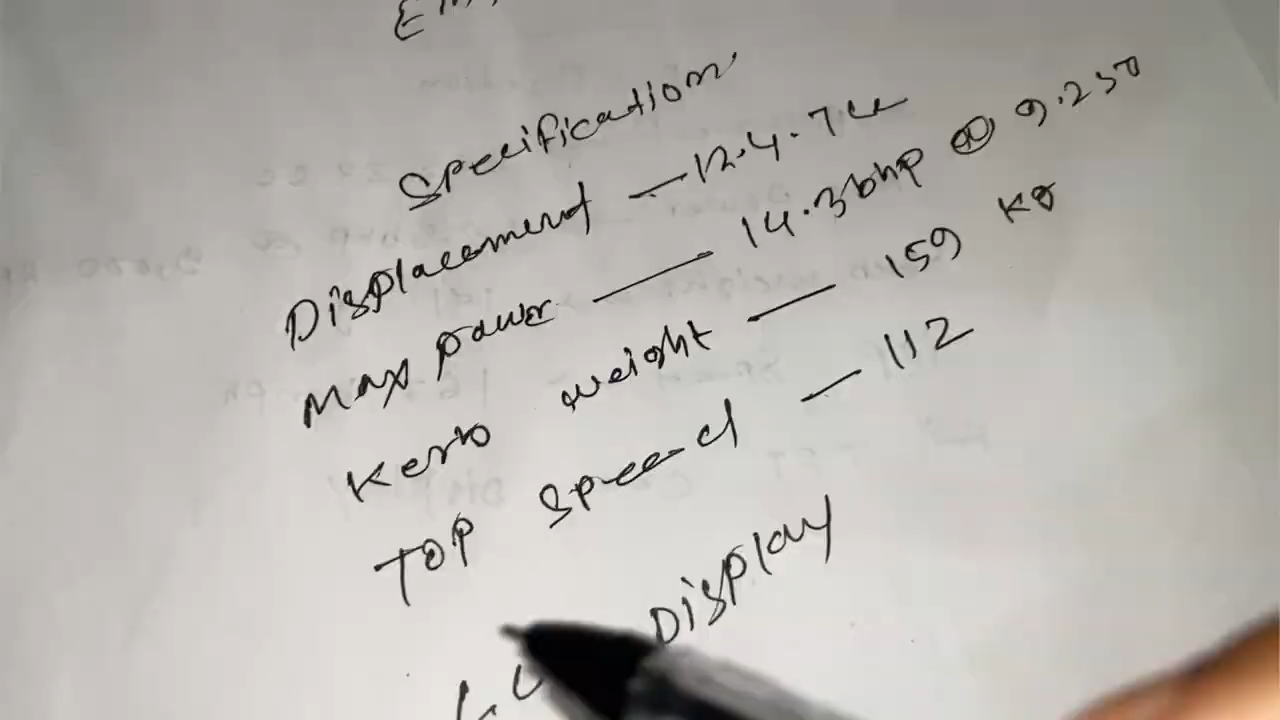 Specification
Displacement — 124.7cc
Max power — 14.3bhp @ 9.250
Kerb weight — 159 KG
TOP Speed — 112
Display